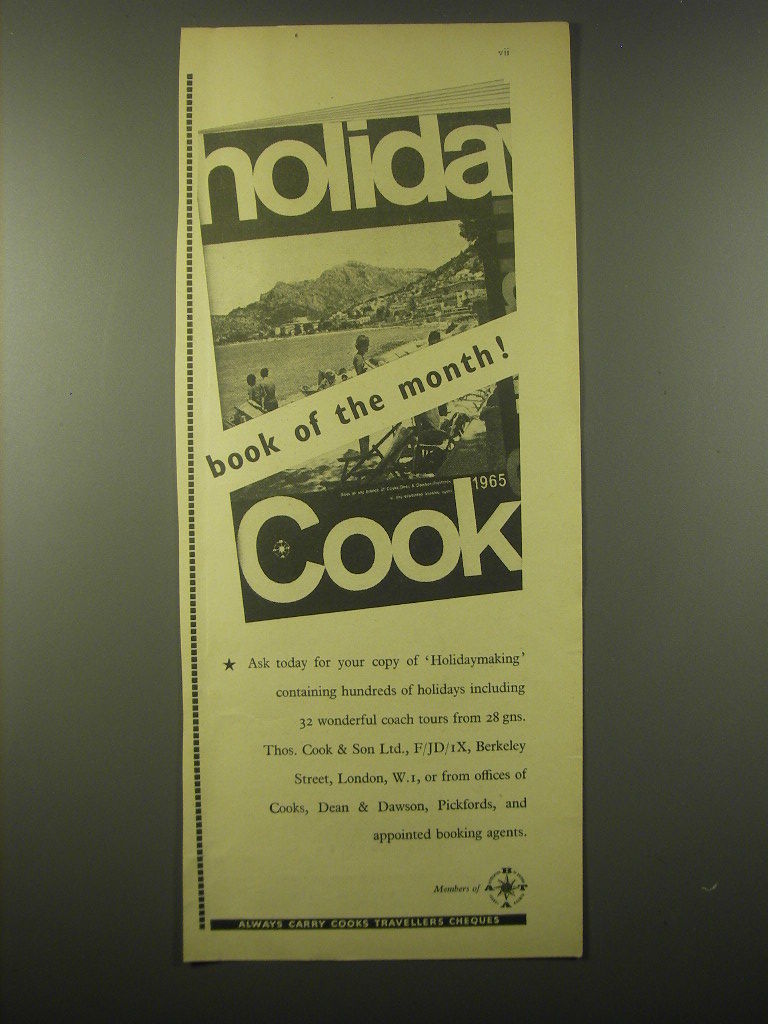 vii
holiday
book of the month!
1965
Cook
★ Ask today for your copy of ‘Holidaymaking’
containing hundreds of holidays including
32 wonderful coach tours from 28 gns.
Thos. Cook & Son Ltd., F/JD/1X, Berkeley
Street, London, W.1, or from offices of
Cooks, Dean & Dawson, Pickfords, and
appointed booking agents.
Members of ABTA
ALWAYS CARRY COOKS TRAVELLERS CHEQUES